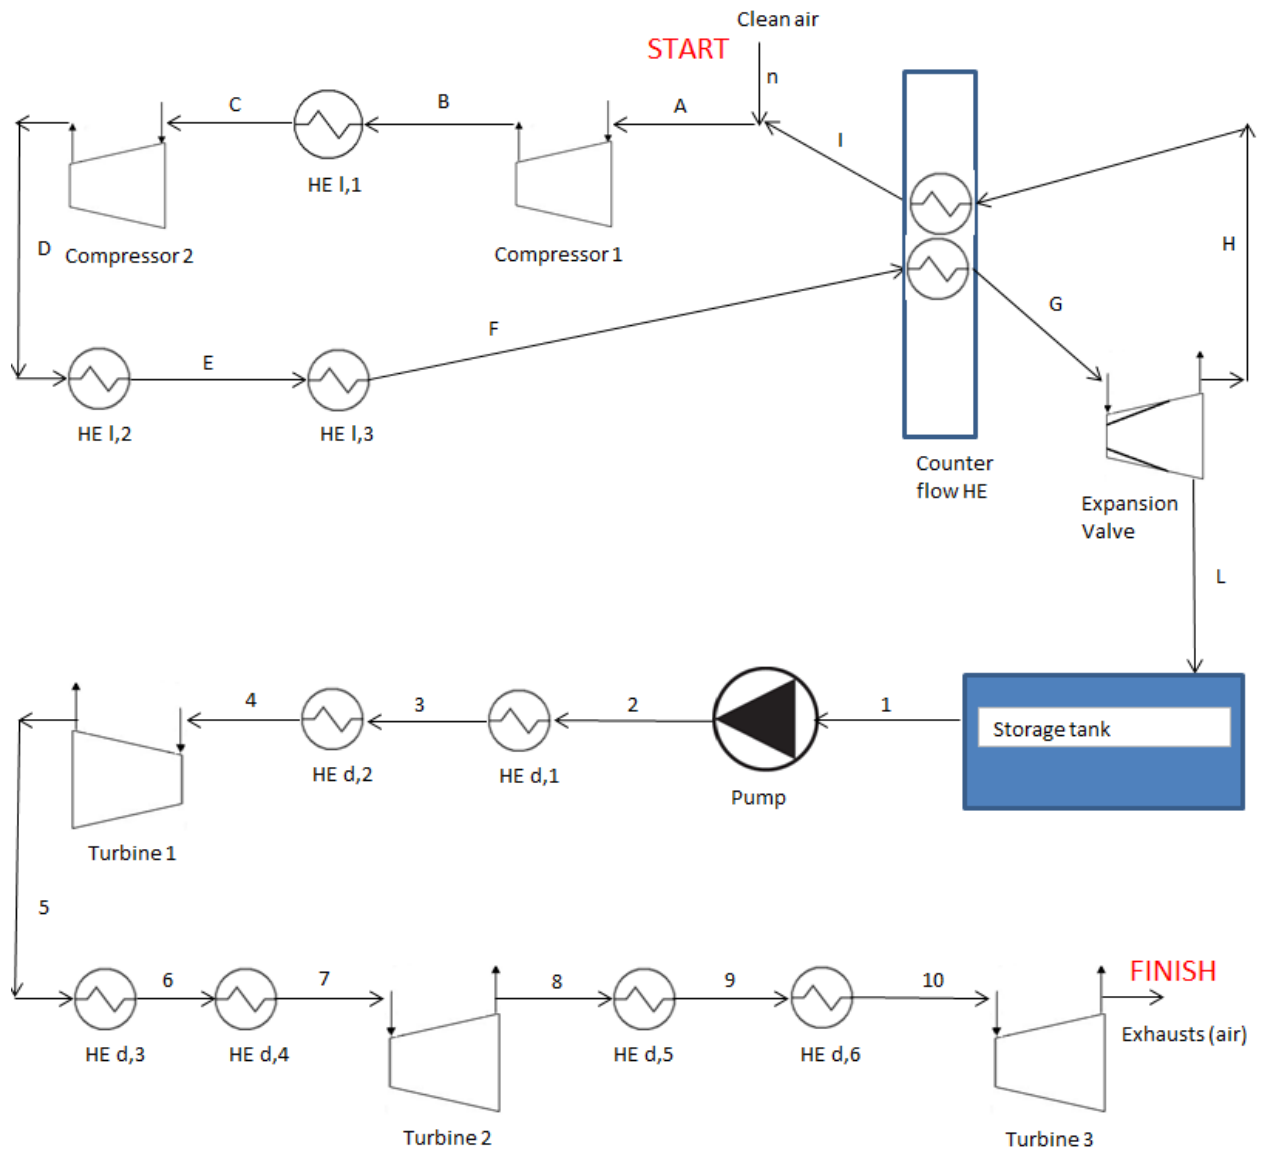 Clean air
START
n
C
B
A
I
HE l,1
H
D
Compressor 2
Compressor 1
G
F
E
HE l,2
HE l,3
Counter
flow HE
Expansion
Valve
L
4
3
2
1
Storage tank
HE d,2
HE d,1
Pump
Turbine 1
5
6
7
8
9
10
FINISH
Exhausts (air)
HE d,3
HE d,4
HE d,5
HE d,6
Turbine 2
Turbine 3